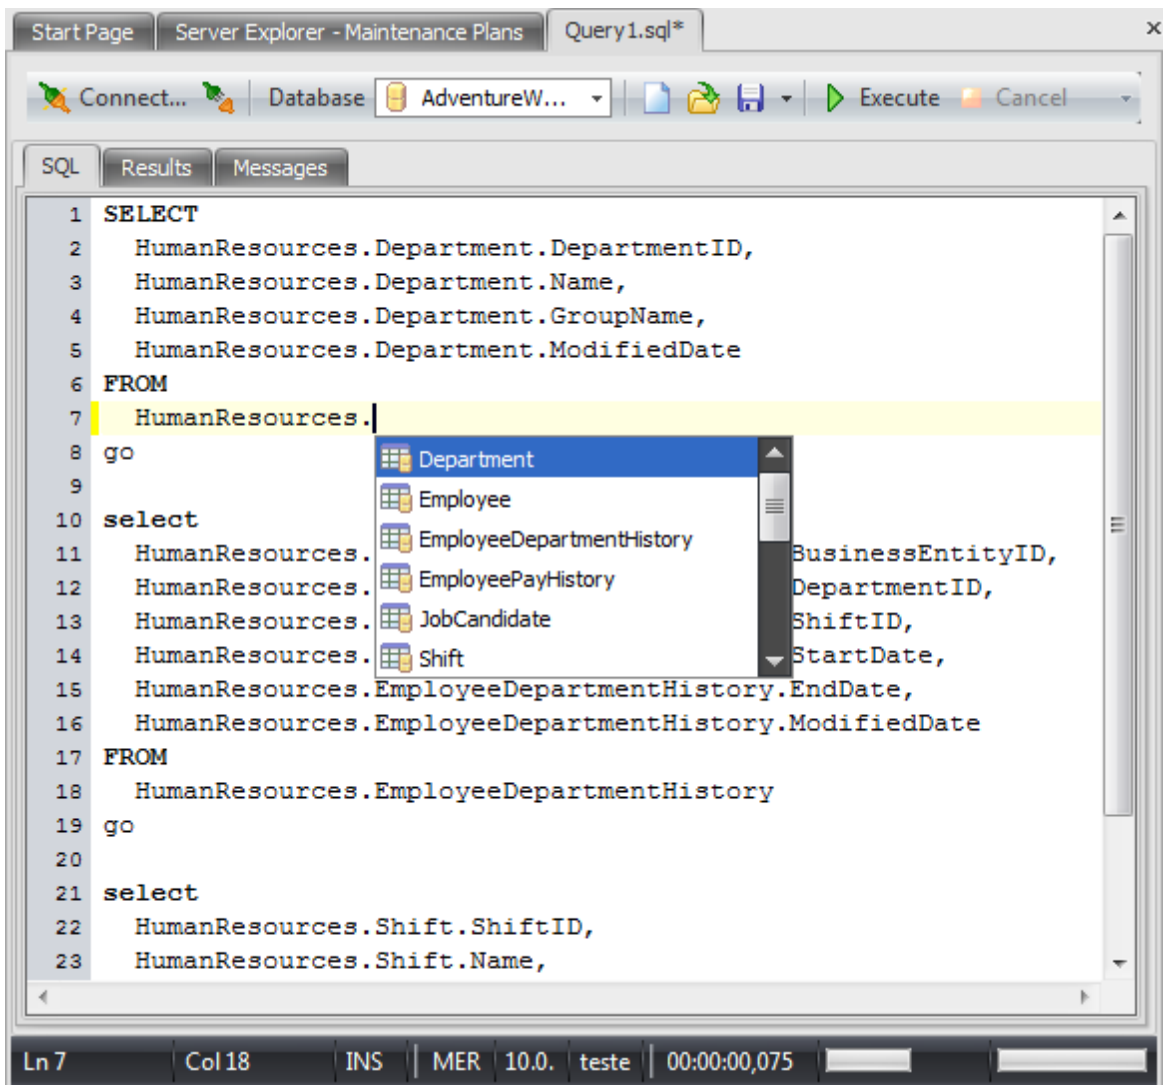 Start Page Server Explorer - Maintenance Plans Query1.sql* x
Connect... Database AdventureW... Execute Cancel
SQL Results Messages
1 SELECT
2 HumanResources.Department.DepartmentID,
3 HumanResources.Department.Name,
4 HumanResources.Department.GroupName,
5 HumanResources.Department.ModifiedDate
6 FROM
7 HumanResources.
8 go
Department
9
Employee
10 select
EmployeeDepartmentHistory
11 HumanResources. BusinessEntityID,
EmployeePayHistory
12 HumanResources. DepartmentID,
JobCandidate
13 HumanResources. ShiftID,
Shift
14 HumanResources. StartDate,
15 HumanResources.EmployeeDepartmentHistory.EndDate,
16 HumanResources.EmployeeDepartmentHistory.ModifiedDate
17 FROM
18 HumanResources.EmployeeDepartmentHistory
19 go
20
21 select
22 HumanResources.Shift.ShiftID,
23 HumanResources.Shift.Name,
Ln 7 Col 18 INS MER 10.0. teste 00:00:00,075